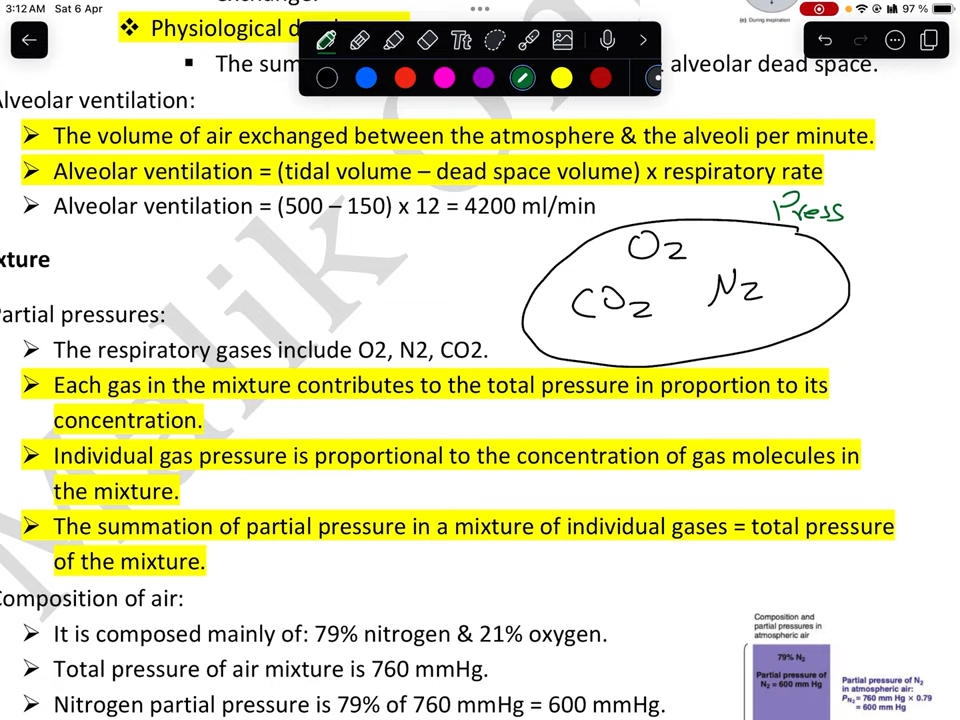 3:12 AM Sat 6 Apr
97 %
(c) During inspiration
❖ Physiological d
Tt
▪ The sum alveolar dead space.
Alveolar ventilation:
➢ The volume of air exchanged between the atmosphere & the alveoli per minute.
➢ Alveolar ventilation = (tidal volume – dead space volume) x respiratory rate
➢ Alveolar ventilation = (500 – 150) x 12 = 4200 ml/min
Press
O2
CO2 N2
xture
Partial pressures:
➢ The respiratory gases include O2, N2, CO2.
➢ Each gas in the mixture contributes to the total pressure in proportion to its
concentration.
➢ Individual gas pressure is proportional to the concentration of gas molecules in
the mixture.
➢ The summation of partial pressure in a mixture of individual gases = total pressure
of the mixture.
Composition of air:
➢ It is composed mainly of: 79% nitrogen & 21% oxygen.
➢ Total pressure of air mixture is 760 mmHg.
➢ Nitrogen partial pressure is 79% of 760 mmHg = 600 mmHg.
Composition and
partial pressures in
atmospheric air
79% N2
Partial pressure of
N2 = 600 mm Hg
Partial pressure of N2
in atmospheric air:
PN2 = 760 mm Hg × 0.79
= 600 mm Hg
Malik